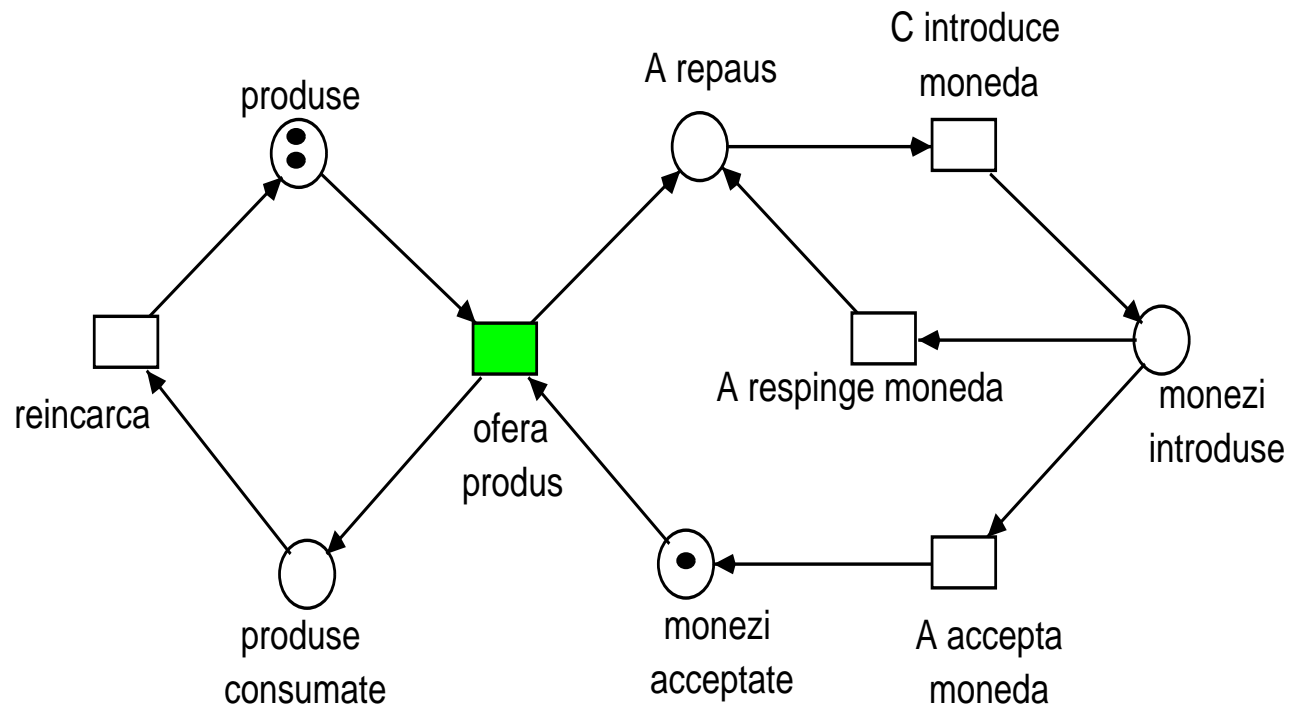 C introduce
moneda
A repaus
produse
A respinge moneda
monezi
introduse
reincarca
ofera
produs
produse
consumate
monezi
acceptate
A accepta
moneda